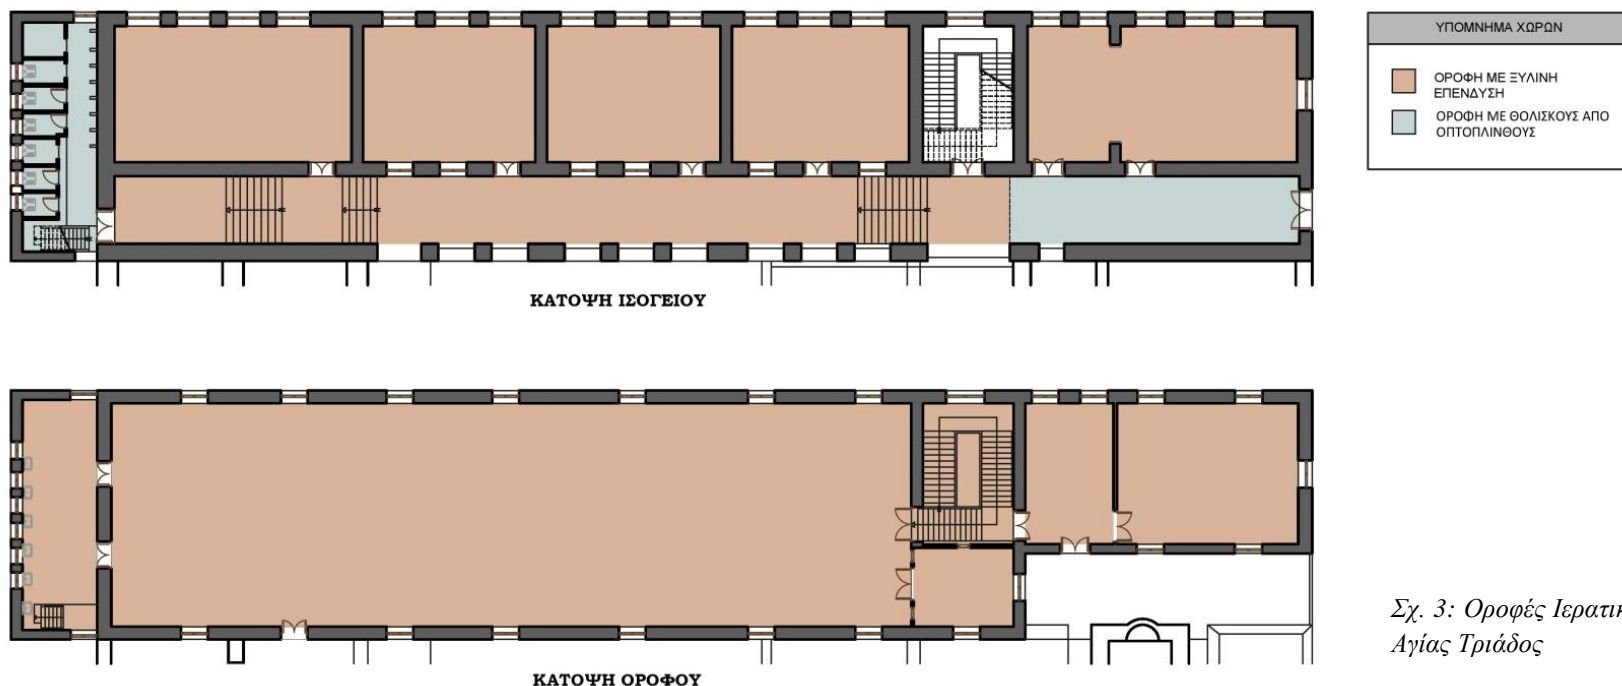 ΥΠΟΜΝΗΜΑ ΧΩΡΩΝ
ΟΡΟΦΗ ΜΕ ΞΥΛΙΝΗ
ΕΠΕΝΔΥΣΗ
ΟΡΟΦΗ ΜΕ ΘΟΛΙΣΚΟΥΣ ΑΠΟ
ΟΠΤΟΠΛΙΝΘΟΥΣ
ΚΑΤΟΨΗ ΙΣΟΓΕΙΟΥ
Σχ. 3: Οροφές Ιερατικ
Αγίας Τριάδος
ΚΑΤΟΨΗ ΟΡΟΦΟΥ